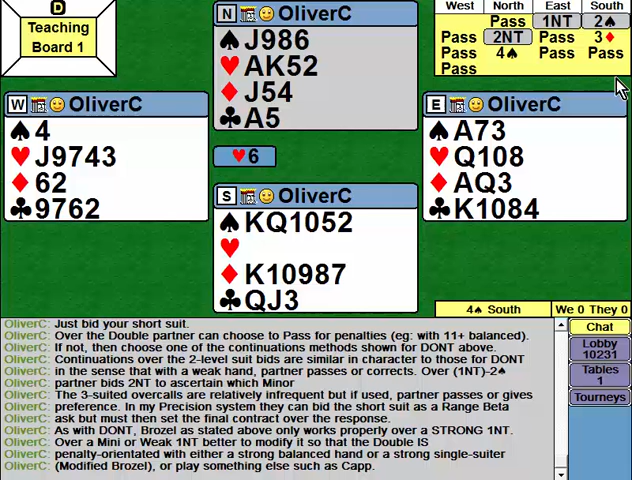 D
Teaching
Board 1
N OliverC
♠ J986
♥ AK52
♦ J54
♣ A5
West North East South
Pass 1NT 2♠
Pass 2NT Pass 3♦
Pass 4♠ Pass Pass
Pass
W OliverC
♠ 4
♥ J9743
♦ 62
♣ 9762
♥6
E OliverC
♠ A73
♥ Q108
♦ AQ3
♣ K1084
S OliverC
♠ KQ1052
♥
♦ K10987
♣ QJ3
4♠ South We 0 They 0
OliverC: Just bid your short suit.
OliverC: Over the Double partner can choose to Pass for penalties (eg: with 11+ balanced).
OliverC: If not, then choose one of the continuations methods shown for DONT above.
OliverC: Continuations over the 2-level suit bids are similar in character to those for DONT
OliverC: in the sense that with a weak hand, partner passes or corrects. Over (1NT)-2♠
OliverC: partner bids 2NT to ascertain which Minor
OliverC: The 3-suited overcalls are relatively infrequent but if used, partner passes or gives
OliverC: preference. In my Precision system they can bid the short suit as a Range Beta
OliverC: ask but must then set the final contract over the response.
OliverC: As with DONT, Brozel as stated above only works properly over a STRONG 1NT.
OliverC: Over a Mini or Weak 1NT better to modify it so that the Double IS
OliverC: penalty-orientated with either a strong balanced hand or a strong single-suiter
OliverC: (Modified Brozel), or play something else such as Capp.
Chat
Lobby
10231
Tables
1
Tourneys